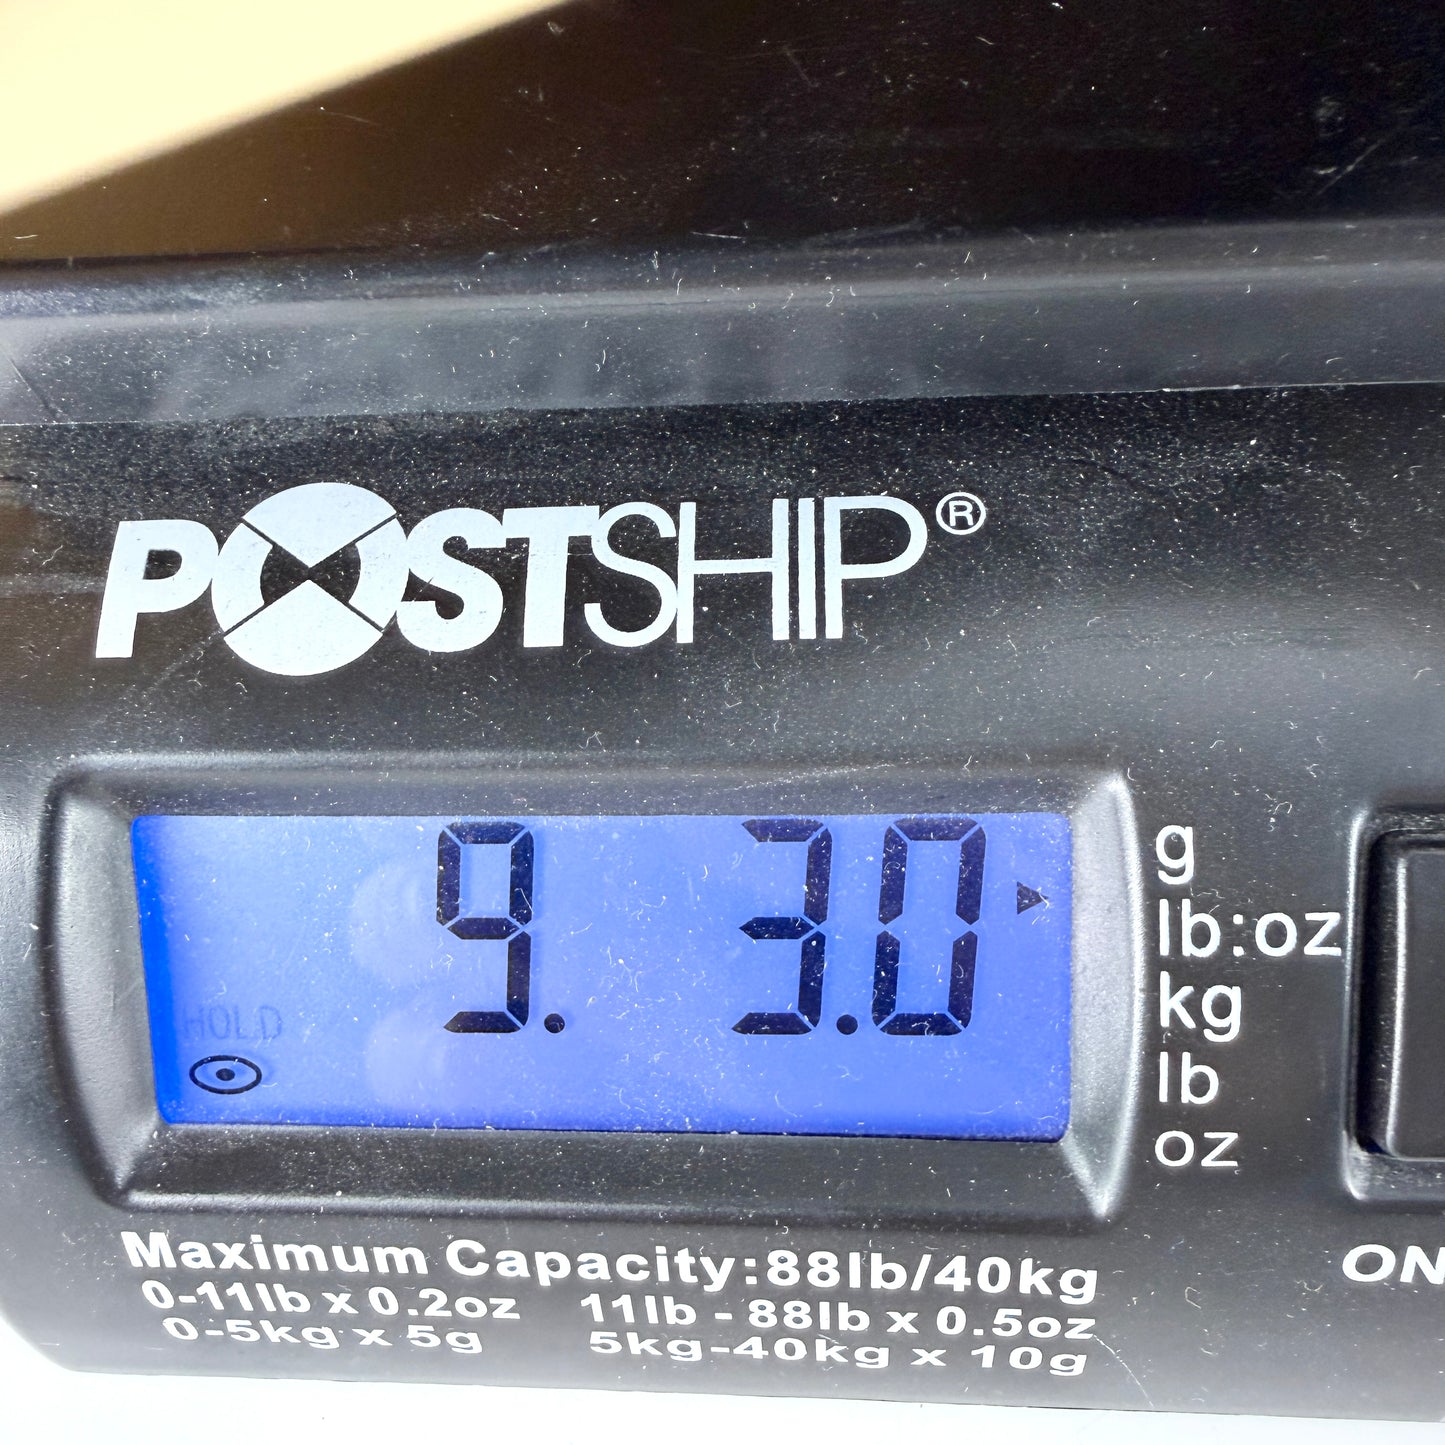 POSTSHIP®
9. 3.0
HOLD
g
lb:oz
kg
lb
oz
ON
Maximum Capacity:88lb/40kg
0-11lb x 0.2oz 11lb - 88lb x 0.5oz
0-5kg x 5g 5kg-40kg x 10g